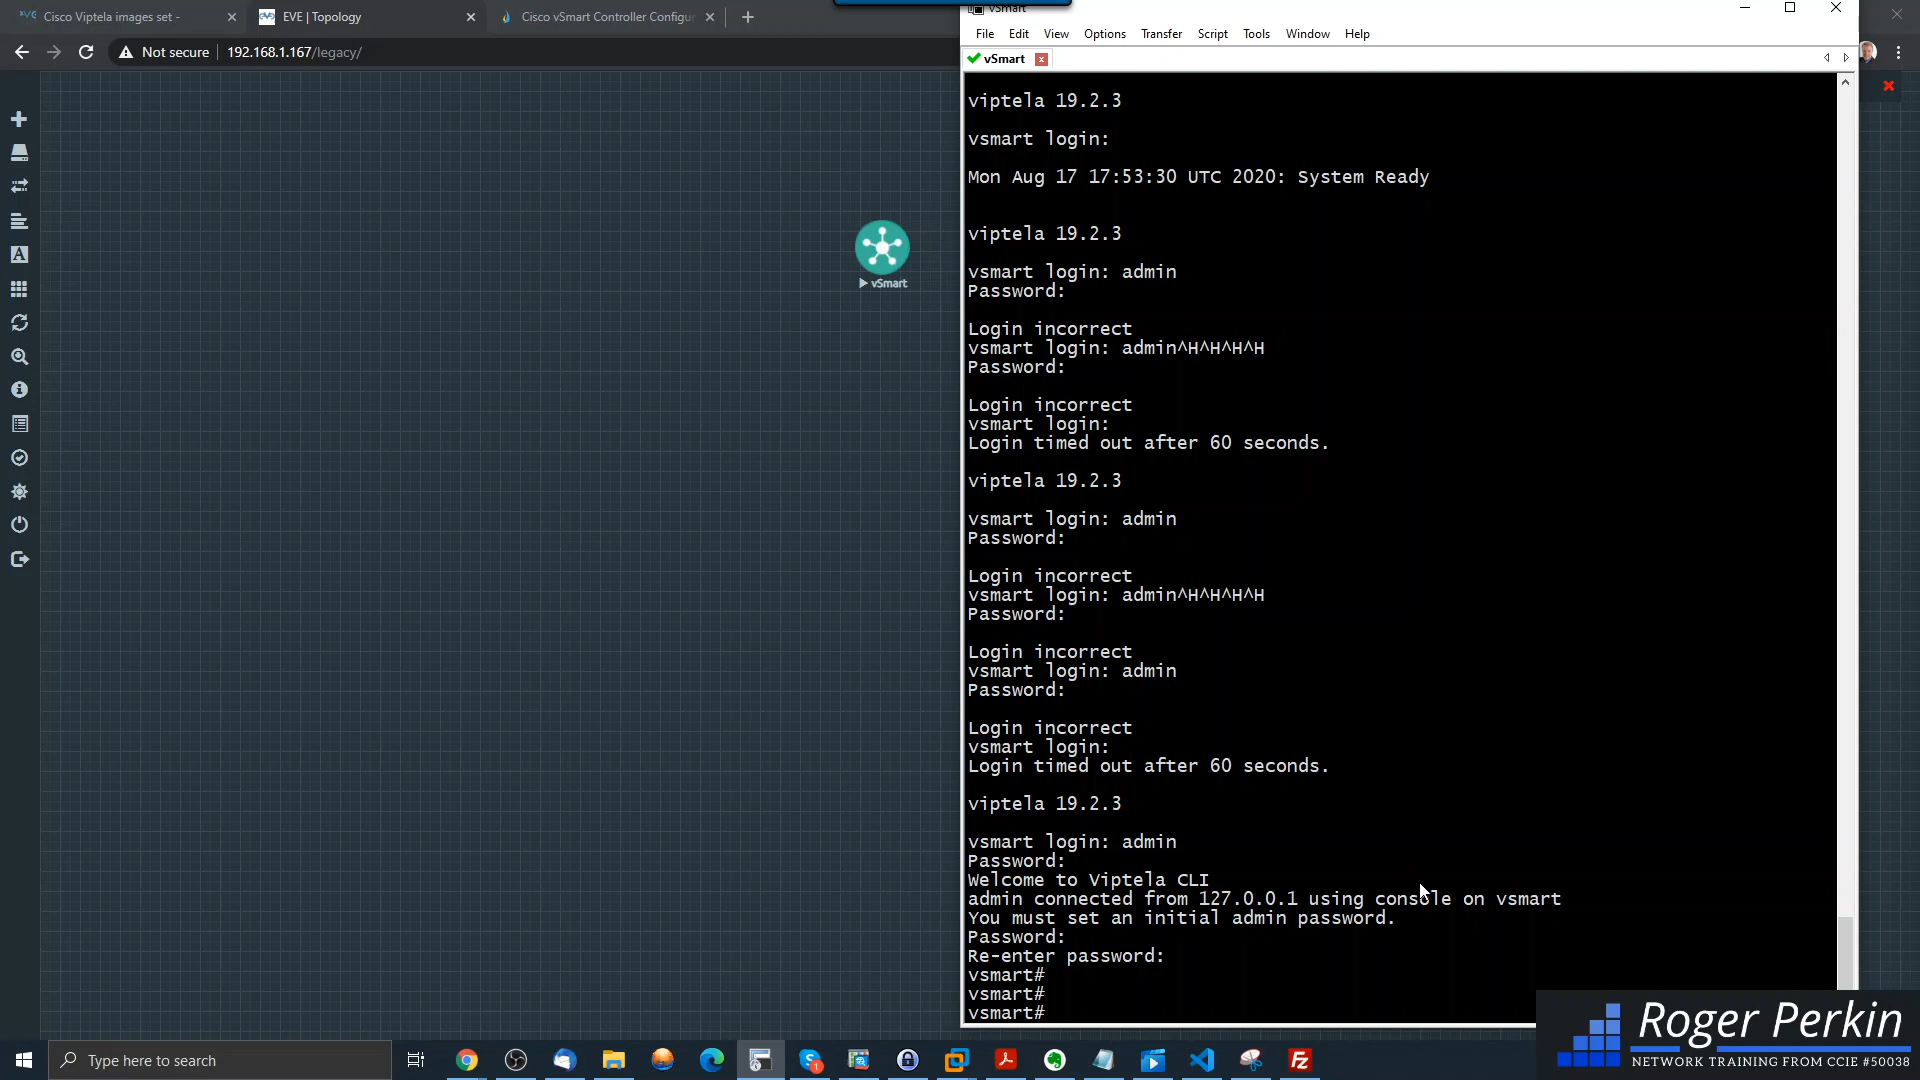 Cisco Viptela images set -
EVE | Topology
Cisco vSmart Controller Configur
Not secure
192.168.1.167/legacy/
vSmart
vSmart
File Edit View Options Transfer Script Tools Window Help
vSmart
viptela 19.2.3
vsmart login:
Mon Aug 17 17:53:30 UTC 2020: System Ready
viptela 19.2.3
vsmart login: admin
Password:
Login incorrect
vsmart login: admin^H^H^H^H
Password:
Login incorrect
vsmart login:
Login timed out after 60 seconds.
viptela 19.2.3
vsmart login: admin
Password:
Login incorrect
vsmart login: admin^H^H^H^H
Password:
Login incorrect
vsmart login: admin
Password:
Login incorrect
vsmart login:
Login timed out after 60 seconds.
viptela 19.2.3
vsmart login: admin
Password:
Welcome to Viptela CLI
admin connected from 127.0.0.1 using console on vsmart
You must set an initial admin password.
Password:
Re-enter password:
vsmart#
vsmart#
vsmart#
Roger Perkin
NETWORK TRAINING FROM CCIE #50038
Type here to search